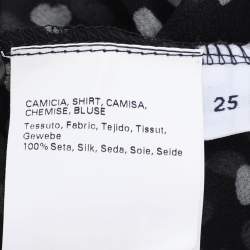 CAMICIA, SHIRT, CAMISA,
CHEMISE, BLUSE
Tessuto, Fabric, Tejido, Tissut,
Gewebe
100% Seta, Silk, Seda, Soie, Seide
25